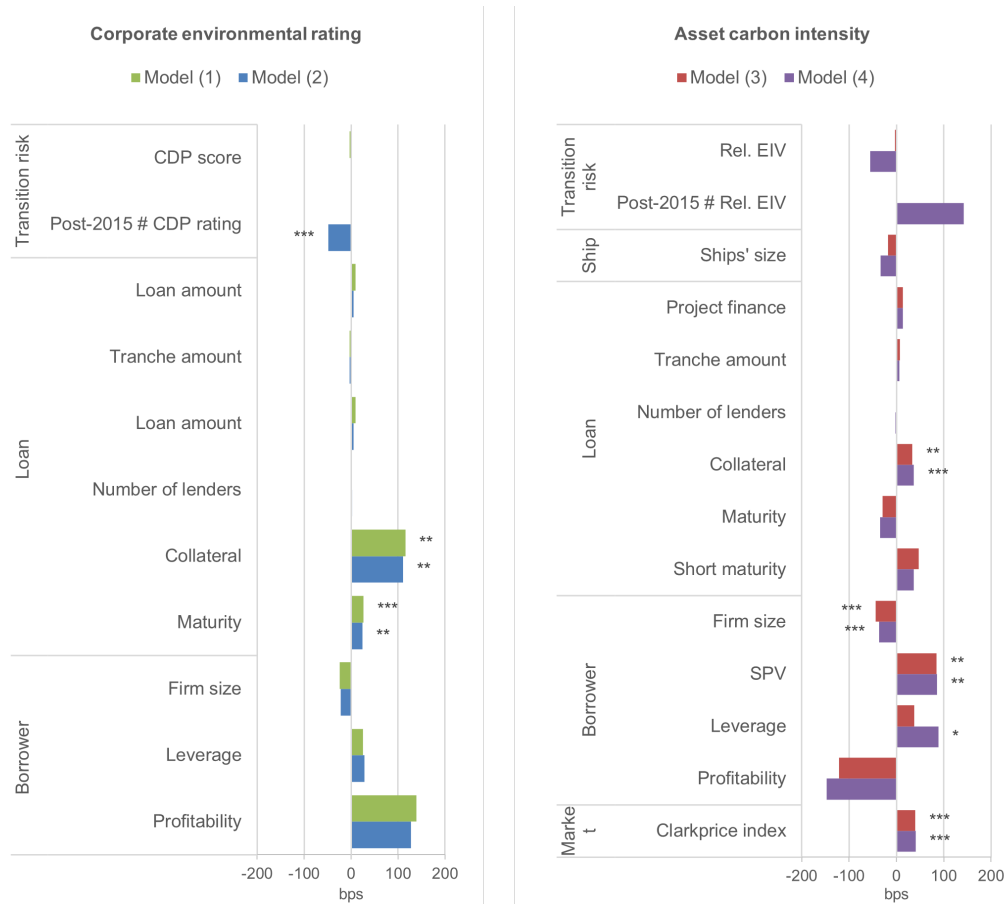 Corporate environmental rating
Model (1) Model (2)
Transition risk
CDP score
Post-2015 # CDP rating
***
Loan
Loan amount
Tranche amount
Loan amount
Number of lenders
Collateral
**
**
Maturity
***
**
Borrower
Firm size
Leverage
Profitability
-200 -100 0 100 200
bps
Asset carbon intensity
Model (3) Model (4)
Transition
risk
Rel. EIV
Post-2015 # Rel. EIV
Ship
Ships' size
Loan
Project finance
Tranche amount
Number of lenders
Collateral
**
***
Maturity
Short maturity
Borrower
Firm size
***
***
SPV
**
**
Leverage
*
Profitability
Marke
t
Clarkprice index
***
***
-200 -100 0 100 200
bps